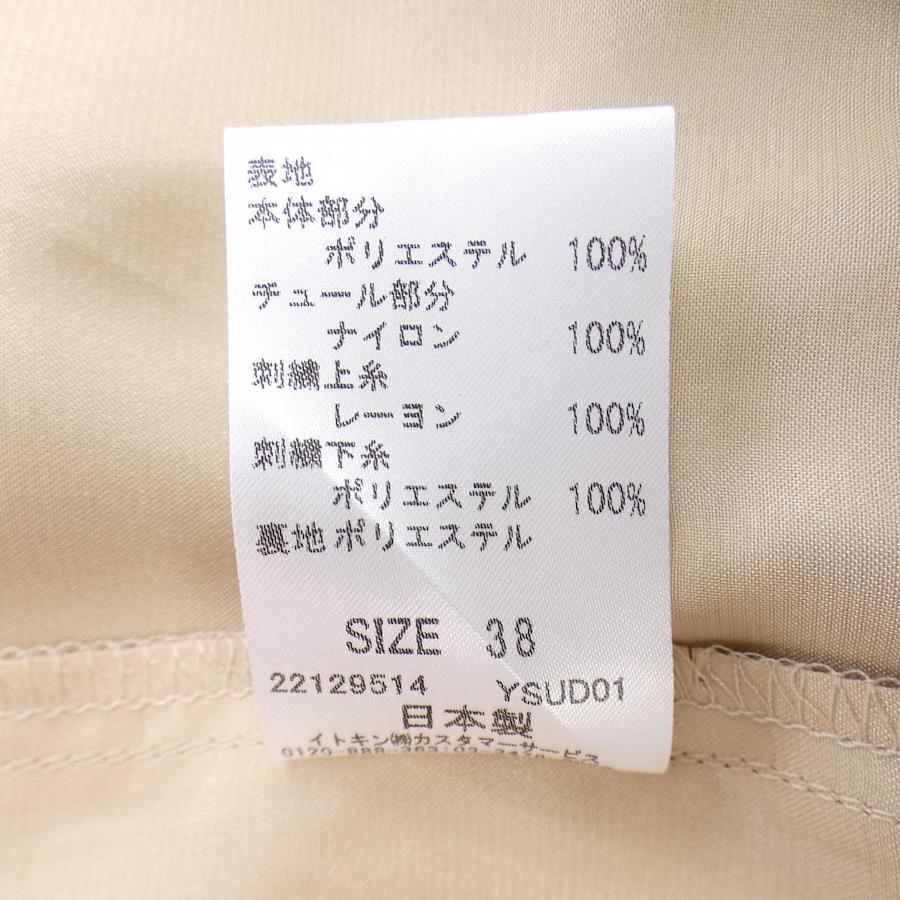 表地
本体部分
ポリエステル 100%
チュール部分
ナイロン 100%
刺繍上糸
レーヨン 100%
刺繍下糸
ポリエステル 100%
裏地ポリエステル
SIZE 38
22129514 YSUD01
日本製
イトキン㈱カスタマーサービス
0120-888-363